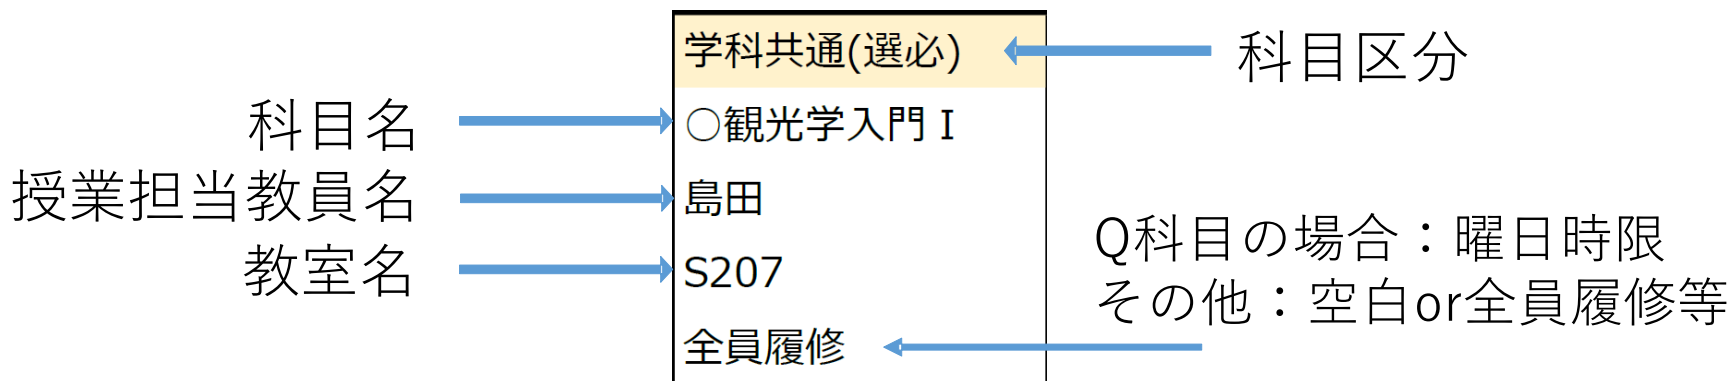 学科共通(選必)
科目区分
科目名
○観光学入門Ⅰ
授業担当教員名
島田
教室名
S207
Q科目の場合：曜日時限
その他：空白or全員履修等
全員履修